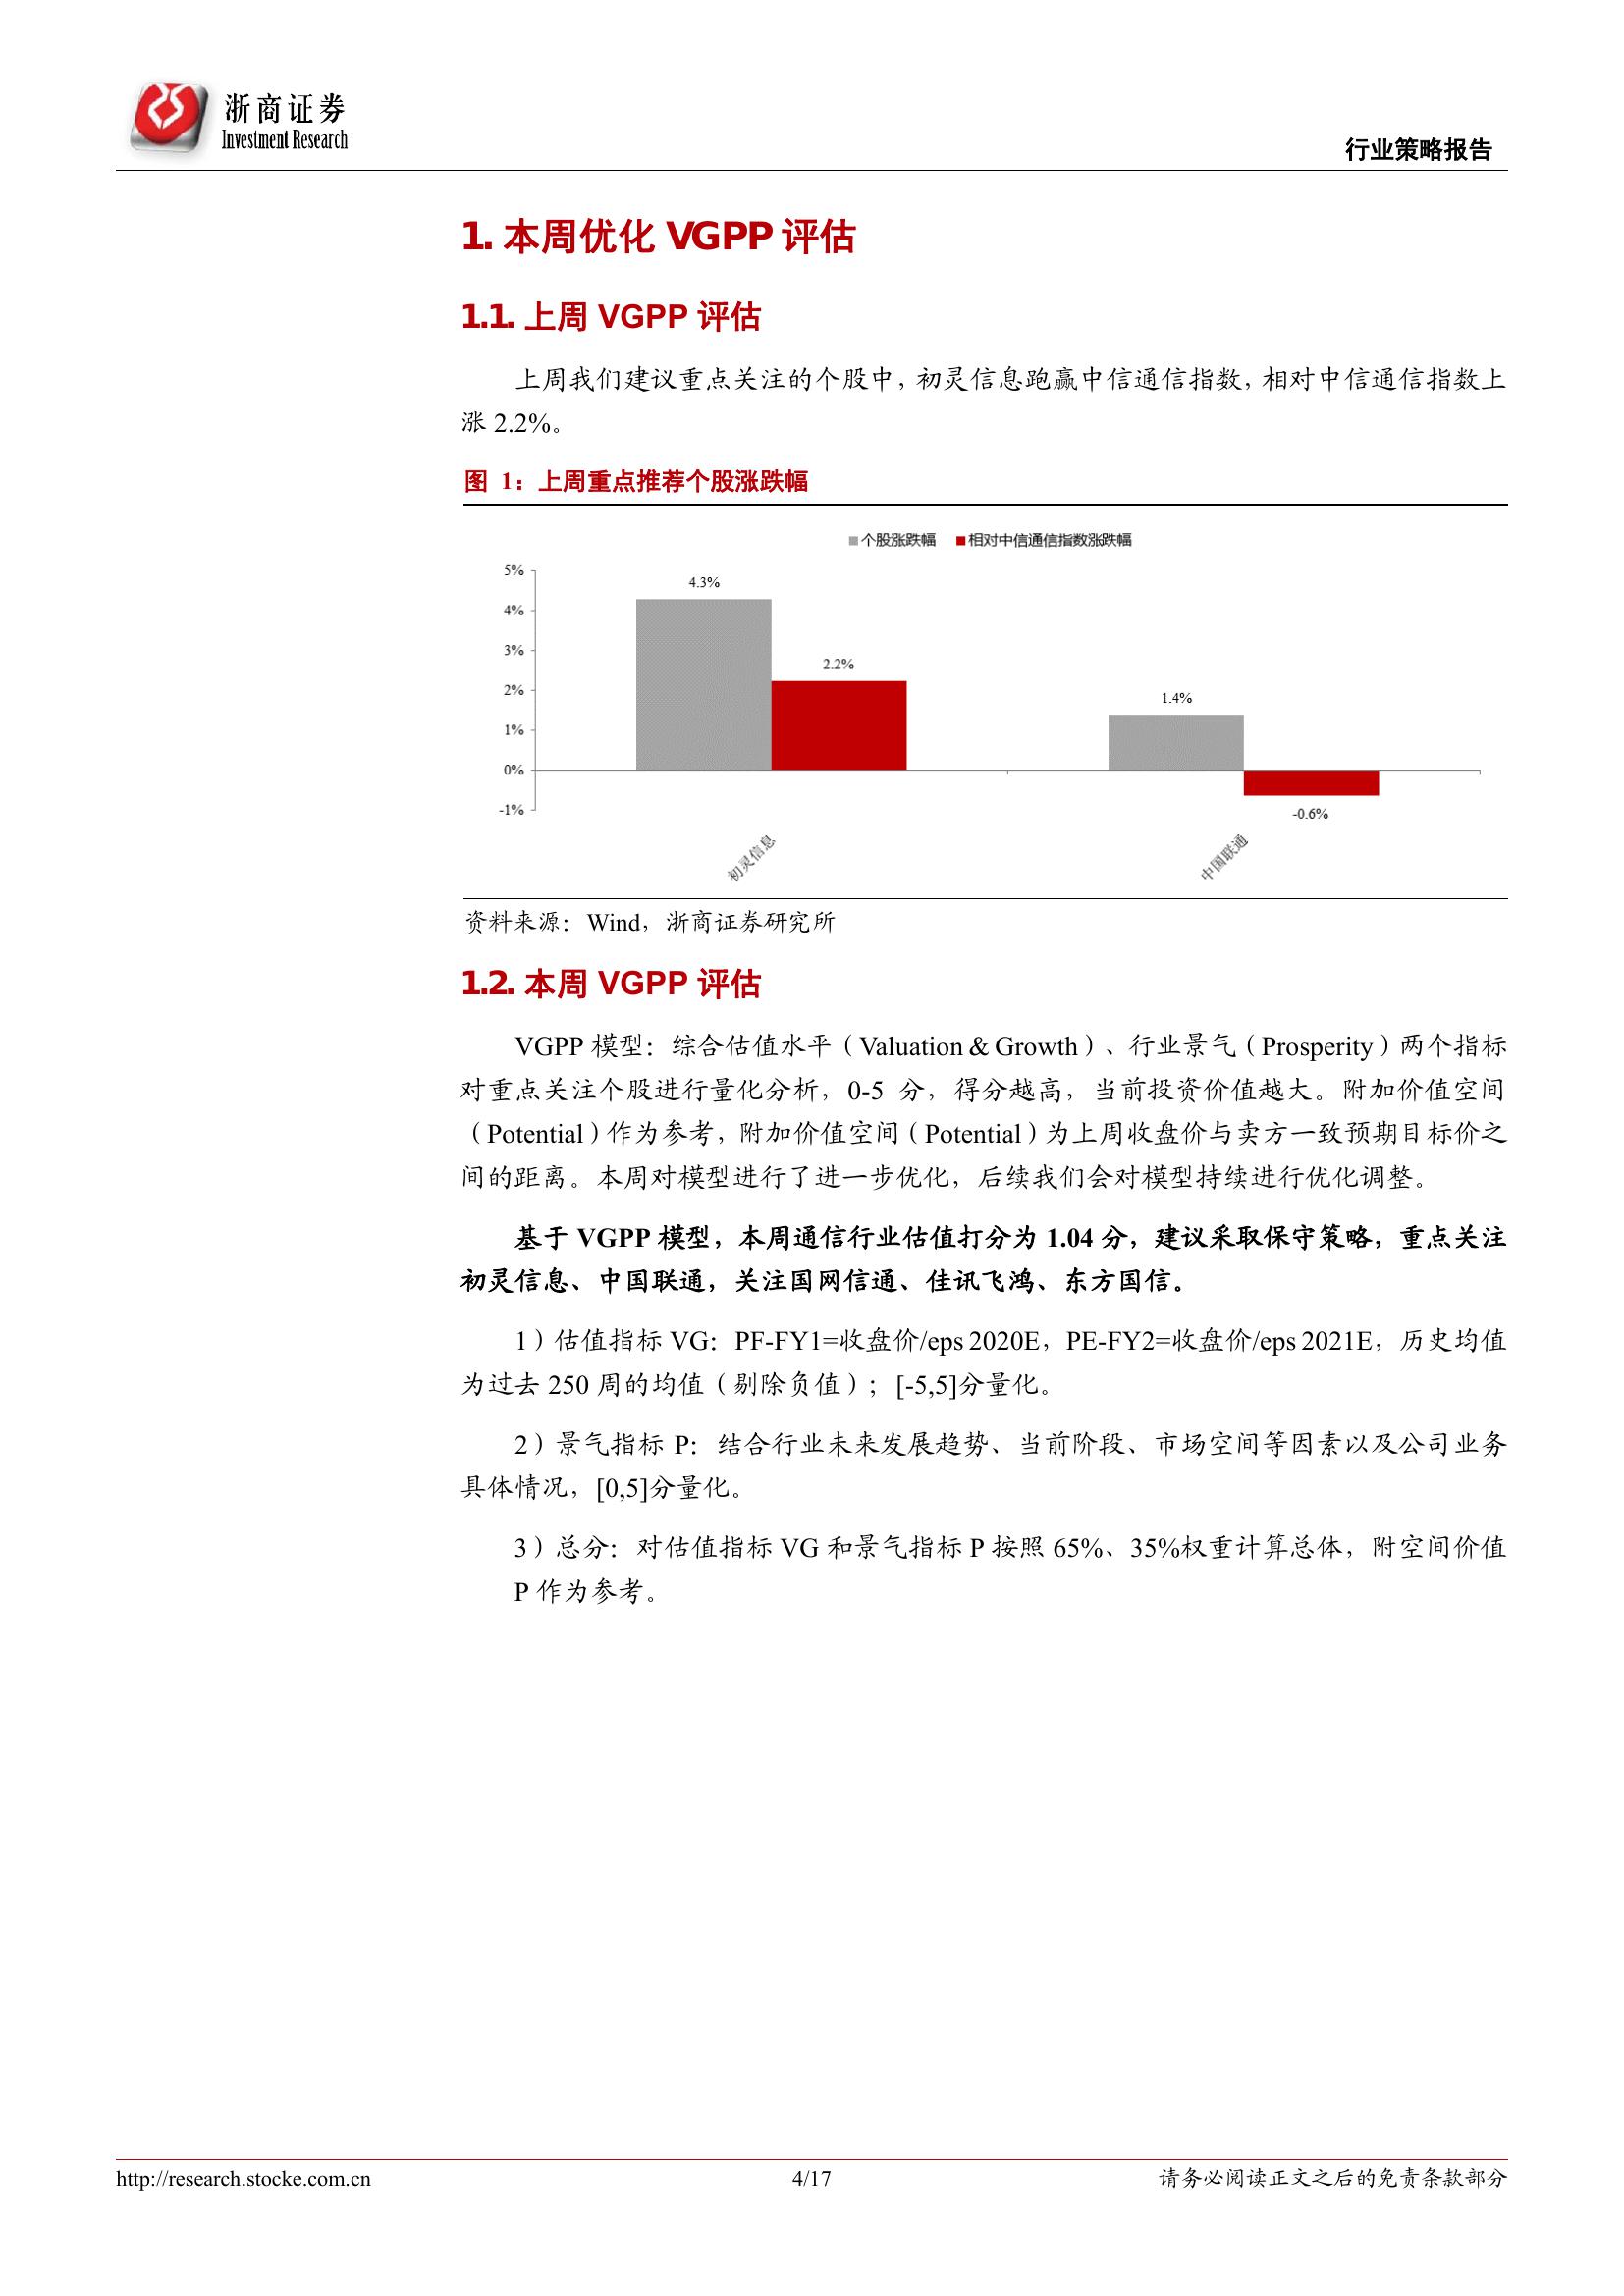 浙商证券
Investment Research
行业策略报告
1. 本周优化 VGPP 评估
1.1. 上周 VGPP 评估
上周我们建议重点关注的个股中，初灵信息跑赢中信通信指数，相对中信通信指数上
涨 2.2%。
图 1：上周重点推荐个股涨跌幅
个股涨跌幅 相对中信通信指数涨跌幅
5%
4%
3%
2%
1%
0%
-1%
4.3%
2.2%
1.4%
-0.6%
初灵信息
中国联通
资料来源：Wind，浙商证券研究所
1.2. 本周 VGPP 评估
VGPP 模型：综合估值水平（Valuation & Growth）、行业景气（Prosperity）两个指标
对重点关注个股进行量化分析，0-5 分，得分越高，当前投资价值越大。附加价值空间
（Potential）作为参考，附加价值空间（Potential）为上周收盘价与卖方一致预期目标价之
间的距离。本周对模型进行了进一步优化，后续我们会对模型持续进行优化调整。
基于 VGPP 模型，本周通信行业估值打分为 1.04 分，建议采取保守策略，重点关注
初灵信息、中国联通，关注国网信通、佳讯飞鸿、东方国信。
1）估值指标 VG：PF-FY1=收盘价/eps 2020E，PE-FY2=收盘价/eps 2021E，历史均值
为过去 250 周的均值（剔除负值）；[-5,5]分量化。
2）景气指标 P：结合行业未来发展趋势、当前阶段、市场空间等因素以及公司业务
具体情况，[0,5]分量化。
3）总分：对估值指标 VG 和景气指标 P 按照 65%、35%权重计算总体，附空间价值
P 作为参考。
http://research.stocke.com.cn
4/17
请务必阅读正文之后的免责条款部分